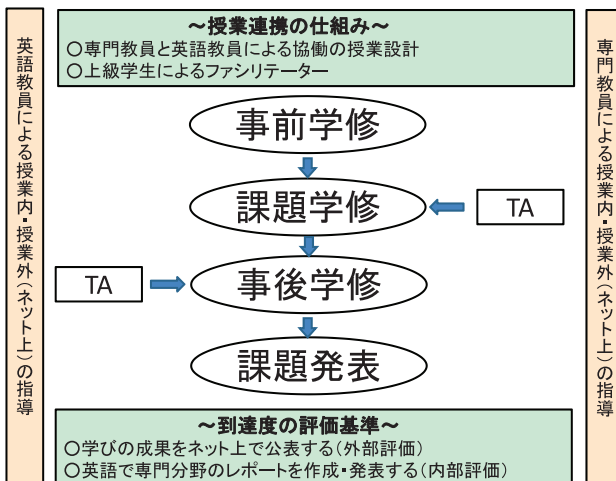 ～授業連携の仕組み～
○専門教員と英語教員による協働の授業設計
○上級学生によるファシリテーター
英語教員による授業内・授業外（ネット上）の指導
事前学修
課題学修
TA
TA
事後学修
課題発表
専門教員による授業内・授業外（ネット上）の指導
～到達度の評価基準～
○学びの成果をネット上で公表する（外部評価）
○英語で専門分野のレポートを作成・発表する（内部評価）